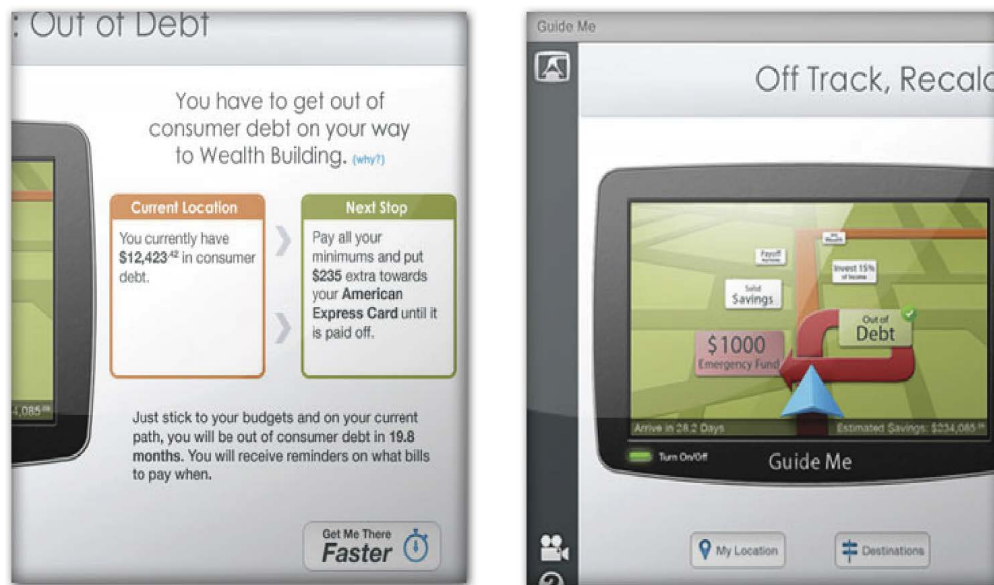 : Out of Debt
You have to get out of
consumer debt on your way
to Wealth Building. (why?)
Current Location
You currently have
$12,423.42 in consumer
debt.
Next Stop
Pay all your
minimums and put
$235 extra towards
your American
Express Card until it
is paid off.
Just stick to your budgets and on your current
path, you will be out of consumer debt in 19.8
months. You will receive reminders on what bills
to pay when.
Get Me There
Faster
Guide Me
Off Track, Recalc
Payoff
Invest 15%
of Income
Solid
Savings
Out of
Debt
$1000
Emergency Fund
Arrive in 28.2 Days
Estimated Savings: $234,085
Turn On/Off
Guide Me
My Location
Destinations
?